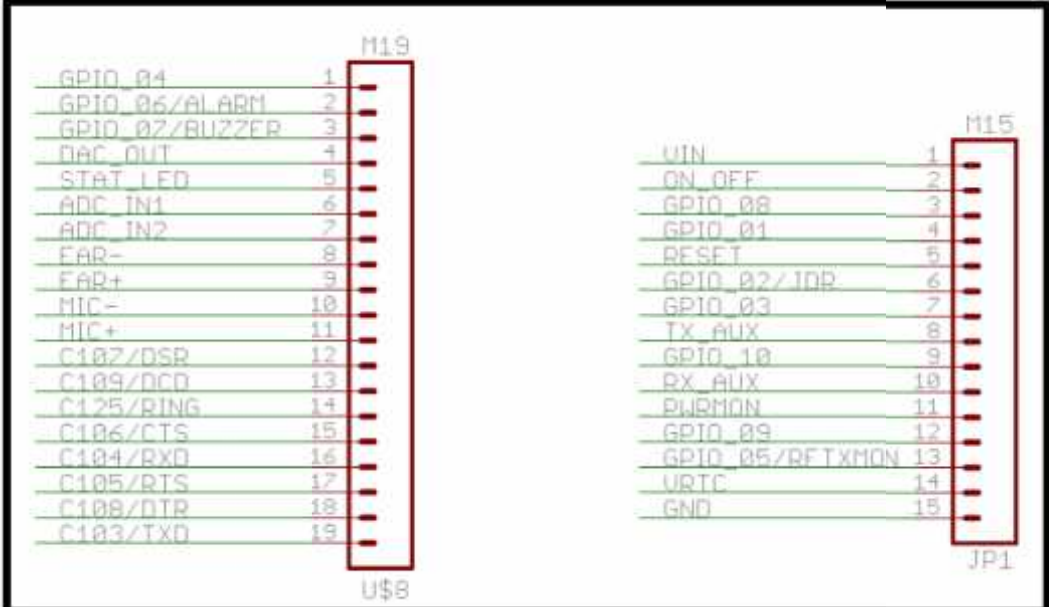 M19
GPIO_04 1
GPIO_06/ALARM 2
GPIO_07/BUZZER 3
DAC_OUT 4
STAT_LED 5
ADC_IN1 6
ADC_IN2 7
EAR- 8
EAR+ 9
MIC- 10
MIC+ 11
C107/DSR 12
C109/DCD 13
C125/RING 14
C106/CTS 15
C104/RXD 16
C105/RTS 17
C108/DTR 18
C103/TXD 19
U$8
M15
VIN 1
ON_OFF 2
GPIO_08 3
GPIO_01 4
RESET 5
GPIO_02/JDR 6
GPIO_03 7
TX_AUX 8
GPIO_10 9
RX_AUX 10
PWRMON 11
GPIO_09 12
GPIO_05/RFTXMON 13
VRTC 14
GND 15
JP1